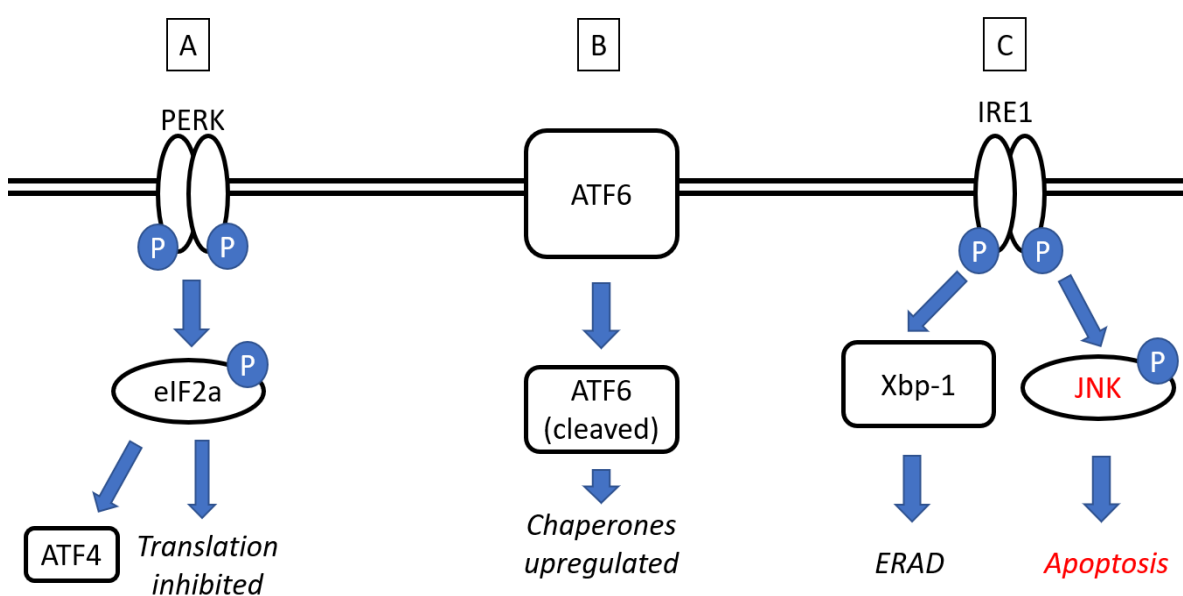 A
B
C
PERK
IRE1
ATF6
P
P
P
P
eIF2a
P
ATF6
(cleaved)
Xbp-1
JNK
P
ATF4
Translation
inhibited
Chaperones
upregulated
ERAD
Apoptosis